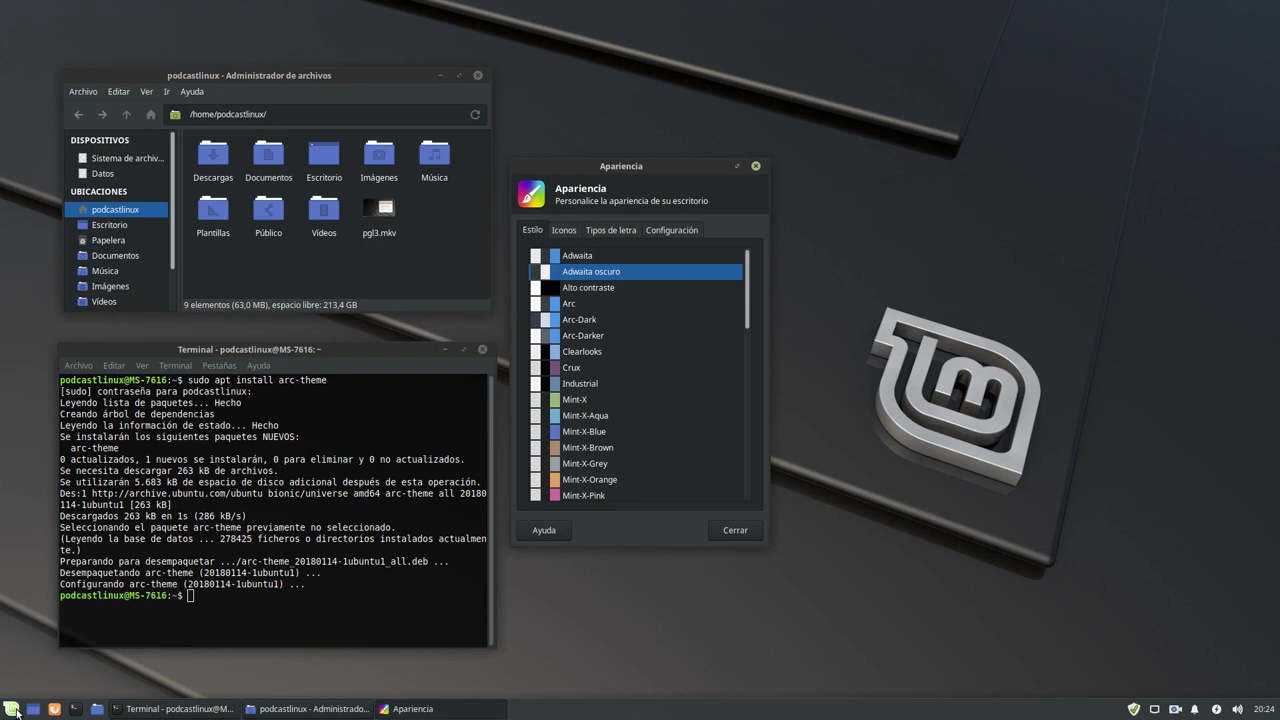 podcastlinux - Administrador de archivos
Archivo Editar Ver Ir Ayuda
/home/podcastlinux/
DISPOSITIVOS
Sistema de archiv...
Datos
UBICACIONES
podcastlinux
Escritorio
Papelera
Documentos
Música
Imágenes
Vídeos
Descargas Documentos Escritorio Imágenes Música
Plantillas Público Vídeos pgl3.mkv
9 elementos (63,0 MB), espacio libre: 213,4 GB
Terminal - podcastlinux@MS-7616: ~
Archivo Editar Ver Terminal Pestañas Ayuda
podcastlinux@MS-7616:~$ sudo apt install arc-theme
[sudo] contraseña para podcastlinux:
Leyendo lista de paquetes... Hecho
Creando árbol de dependencias
Leyendo la información de estado... Hecho
Se instalarán los siguientes paquetes NUEVOS:
arc-theme
0 actualizados, 1 nuevos se instalarán, 0 para eliminar y 0 no actualizados.
Se necesita descargar 263 kB de archivos.
Se utilizarán 5.683 kB de espacio de disco adicional después de esta operación.
Des:1 http://archive.ubuntu.com/ubuntu bionic/universe amd64 arc-theme all 20180
114-1ubuntu1 [263 kB]
Descargados 263 kB en 1s (286 kB/s)
Seleccionando el paquete arc-theme previamente no seleccionado.
(Leyendo la base de datos ... 278425 ficheros o directorios instalados actualmen
te.)
Preparando para desempaquetar .../arc-theme_20180114-1ubuntu1_all.deb ...
Desempaquetando arc-theme (20180114-1ubuntu1) ...
Configurando arc-theme (20180114-1ubuntu1) ...
podcastlinux@MS-7616:~$
Apariencia
Apariencia
Personalice la apariencia de su escritorio
Estilo Iconos Tipos de letra Configuración
Adwaita
Adwaita oscuro
Alto contraste
Arc
Arc-Dark
Arc-Darker
Clearlooks
Crux
Industrial
Mint-X
Mint-X-Aqua
Mint-X-Blue
Mint-X-Brown
Mint-X-Grey
Mint-X-Orange
Mint-X-Pink
Ayuda Cerrar
Terminal - podcastlinux@M... podcastlinux - Administrado... Apariencia 20:24